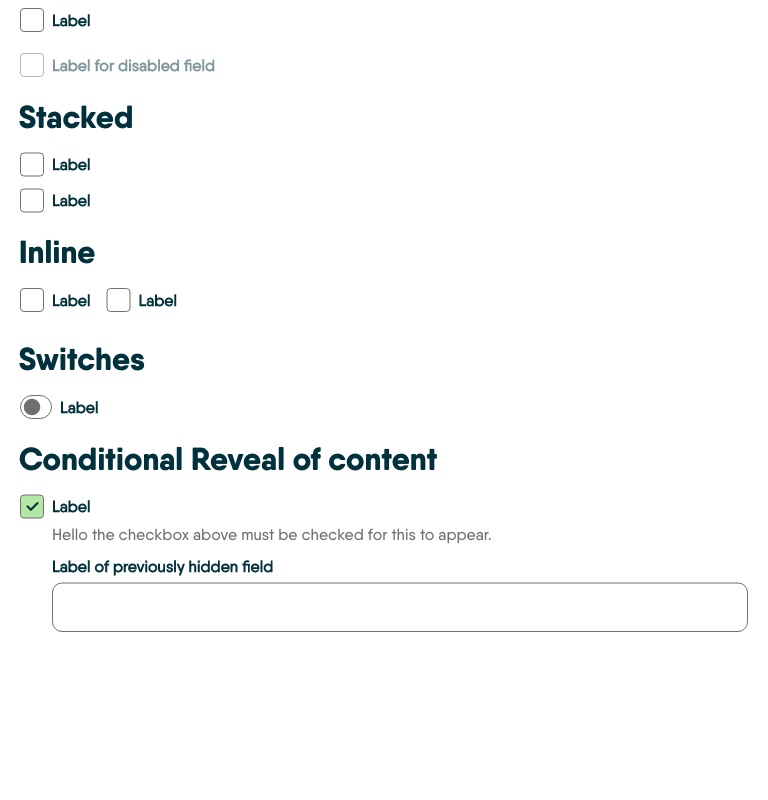 Label
Label for disabled field
Stacked
Label
Label
Inline
Label Label
Switches
Label
Conditional Reveal of content
Label
Hello the checkbox above must be checked for this to appear.
Label of previously hidden field